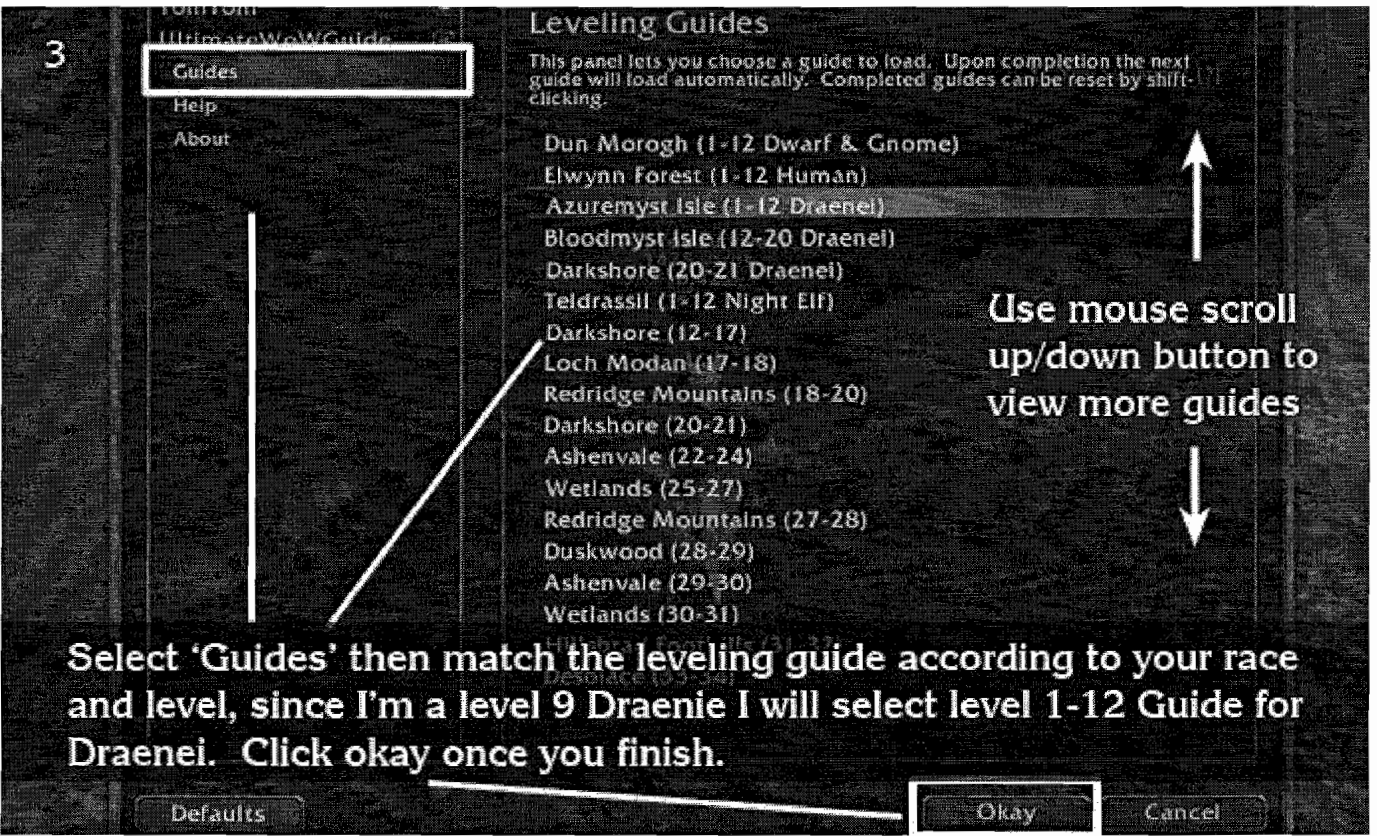 3
TomTom
UltimateWoWGuide
Guides
Help
About
Leveling Guides
This panel lets you choose a guide to load. Upon completion the next
guide will load automatically. Completed guides can be reset by shift-
clicking.
Dun Morogh (1-12 Dwarf & Gnome)
Elwynn Forest (1-12 Human)
Azuremyst Isle (1-12 Draenei)
Bloodmyst Isle (12-20 Draenei)
Darkshore (20-21 Draenei)
Teldrassil (1-12 Night Elf)
Darkshore (12-17)
Loch Modan (17-18)
Redridge Mountains (18-20)
Darkshore (20-21)
Ashenvale (22-24)
Wetlands (25-27)
Redridge Mountains (27-28)
Duskwood (28-29)
Ashenvale (29-30)
Wetlands (30-31)
Use mouse scroll
up/down button to
view more guides
Select ‘Guides’ then match the leveling guide according to your race
and level, since I’m a level 9 Draenie I will select level 1-12 Guide for
Draenei. Click okay once you finish.
Defaults
Okay
Cancel